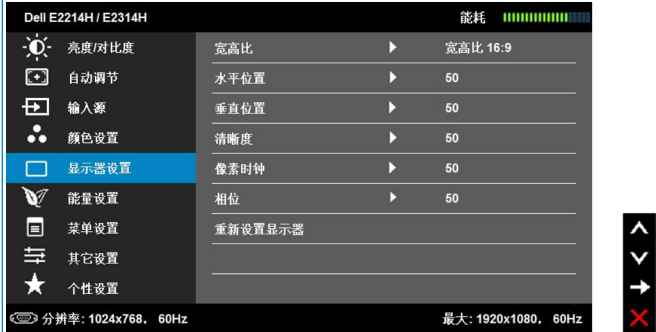 Dell E2214H / E2314H 能耗
亮度/对比度 宽高比 宽高比 16:9
自动调节 水平位置 50
输入源 垂直位置 50
颜色设置 清晰度 50
显示器设置 像素时钟 50
能量设置 相位 50
菜单设置 重新设置显示器
其它设置
个性设置
分辨率: 1024x768， 60Hz 最大: 1920x1080， 60Hz